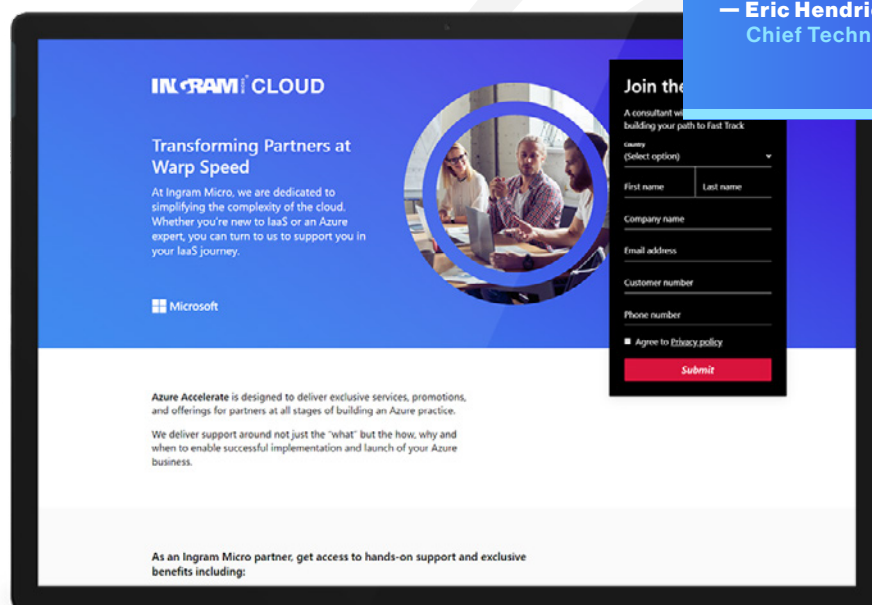 — Eric
Chief
INGRAM MICRO CLOUD
Transforming Partners at
Warp Speed
At Ingram Micro, we are dedicated to
simplifying the complexity of the cloud.
Whether you're new to IaaS or an Azure
expert, you can turn to us to support you in
your IaaS journey.
Microsoft
Join the
A consultant
building your path to Fast Track
Country
(Select option)
First name Last name
Company name
Email address
Customer number
Phone number
Agree to Privacy policy
Submit
Azure Accelerate is designed to deliver exclusive services, promotions,
and offerings for partners at all stages of building an Azure practice.
We deliver support around not just the "what" but the how, why and
when to enable successful implementation and launch of your Azure
business.
As an Ingram Micro partner, get access to hands-on support and exclusive
benefits including: